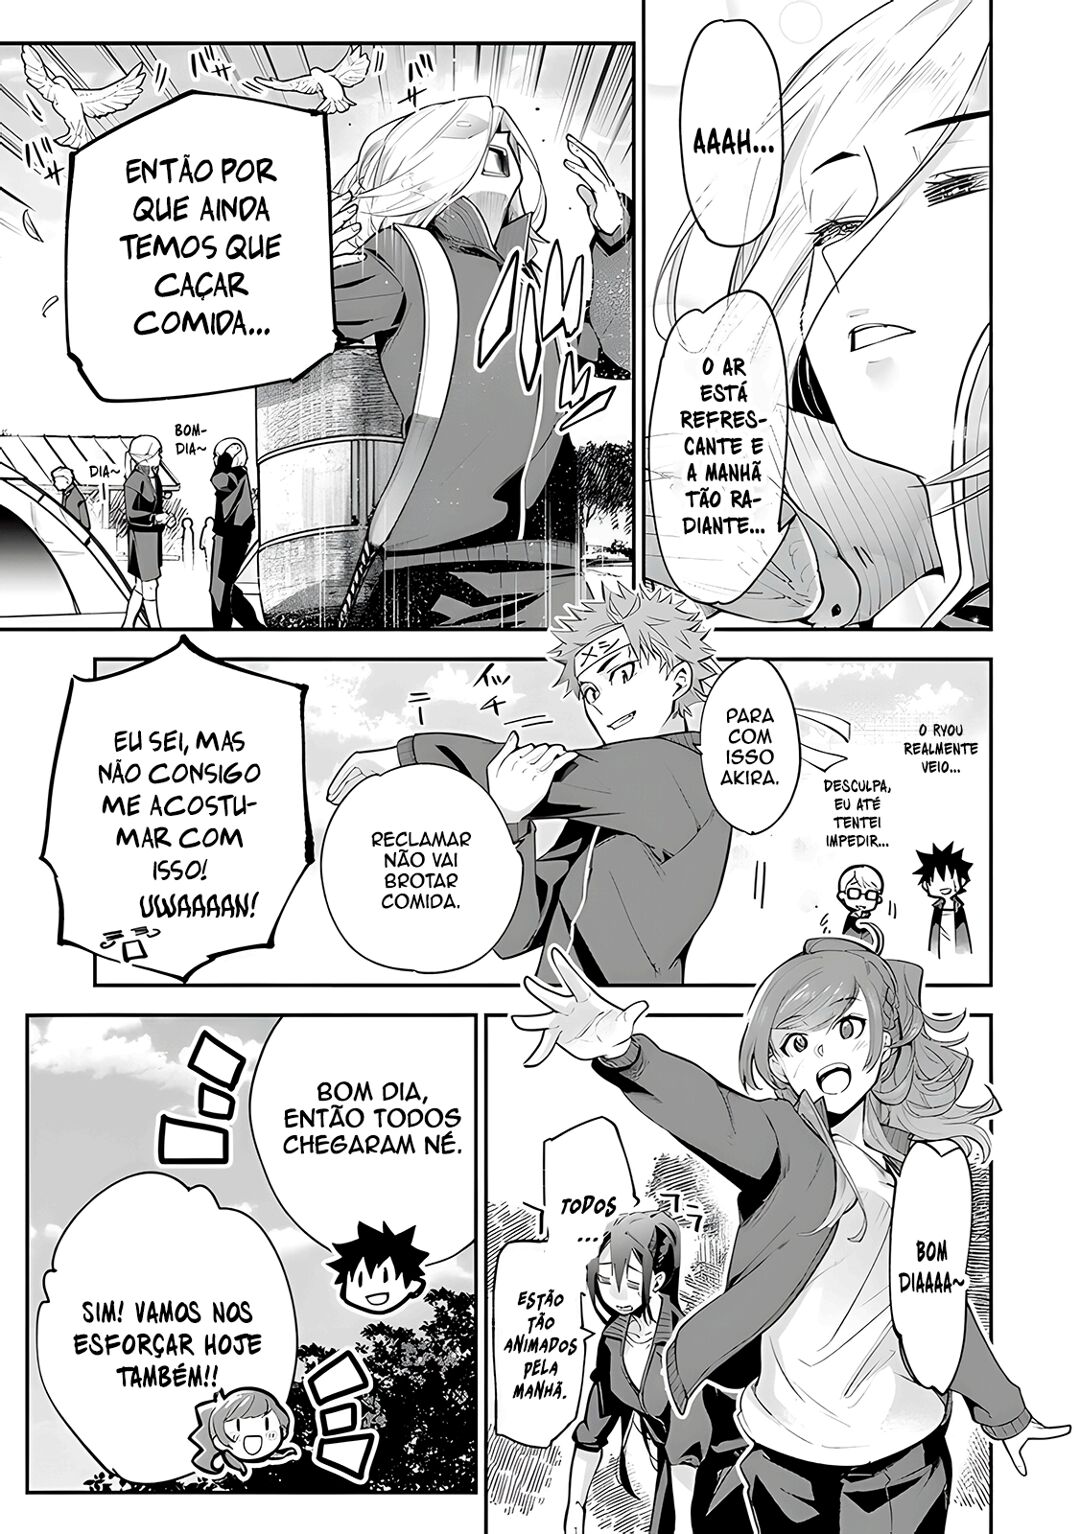 AAAH...
O AR
ESTÁ
REFRES-
CANTE E
A MANHÃ
TÃO RA-
DIANTE...
ENTÃO POR
QUE AINDA
TEMOS QUE
CAÇAR
COMIDA...
BOM-
DIA~
DIA~
O RYOU
REALMENTE
VEIO...
DESCULPA,
EU ATÉ
TENTEI
IMPEDIR...
PARA
COM
ISSO
AKIRA.
イッチ
RECLAMAR
NÃO VAI
BROTAR
COMIDA.
EU SEI, MAS
NÃO CONSIGO
ME ACOSTU-
MAR COM
ISSO!
UWAAAAN!
BOM
DIAAAA~
TODOS
...
ESTÃO
TÃO
ANIMADOS
PELA
MANHÃ.
BOM DIA,
ENTÃO TODOS
CHEGARAM NÉ.
SIM! VAMOS NOS
ESFORÇAR HOJE
TAMBÉM!!